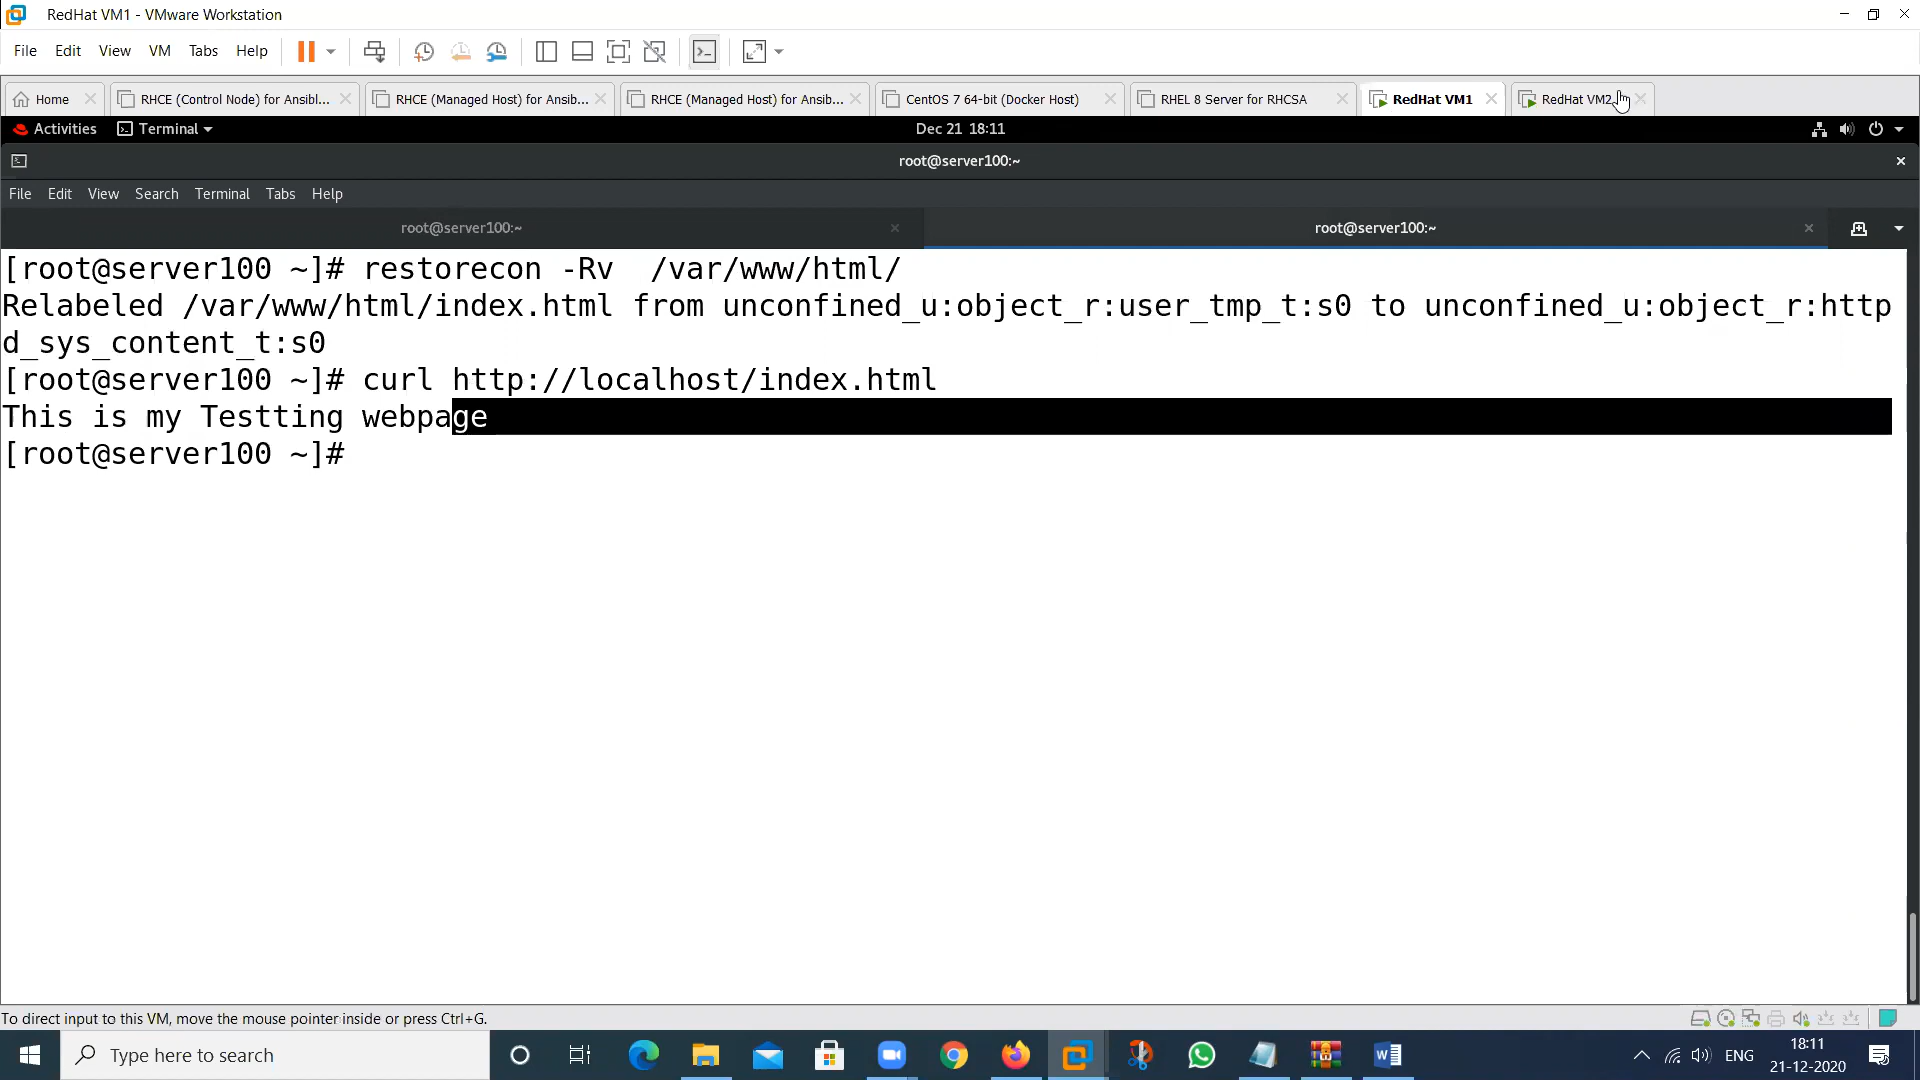 RedHat VM1 - VMware Workstation
File Edit View VM Tabs Help
Home RHCE (Control Node) for Ansibl... RHCE (Managed Host) for Ansib... RHCE (Managed Host) for Ansib... CentOS 7 64-bit (Docker Host) RHEL 8 Server for RHCSA RedHat VM1 RedHat VM2
Activities Terminal Dec 21 18:11
root@server100:~
File Edit View Search Terminal Tabs Help
root@server100:~ root@server100:~
[root@server100 ~]# restorecon -Rv  /var/www/html/
Relabeled /var/www/html/index.html from unconfined_u:object_r:user_tmp_t:s0 to unconfined_u:object_r:http
d_sys_content_t:s0
[root@server100 ~]# curl http://localhost/index.html
This is my Testting webpage
[root@server100 ~]#
To direct input to this VM, move the mouse pointer inside or press Ctrl+G.
Type here to search ENG 18:11
21-12-2020